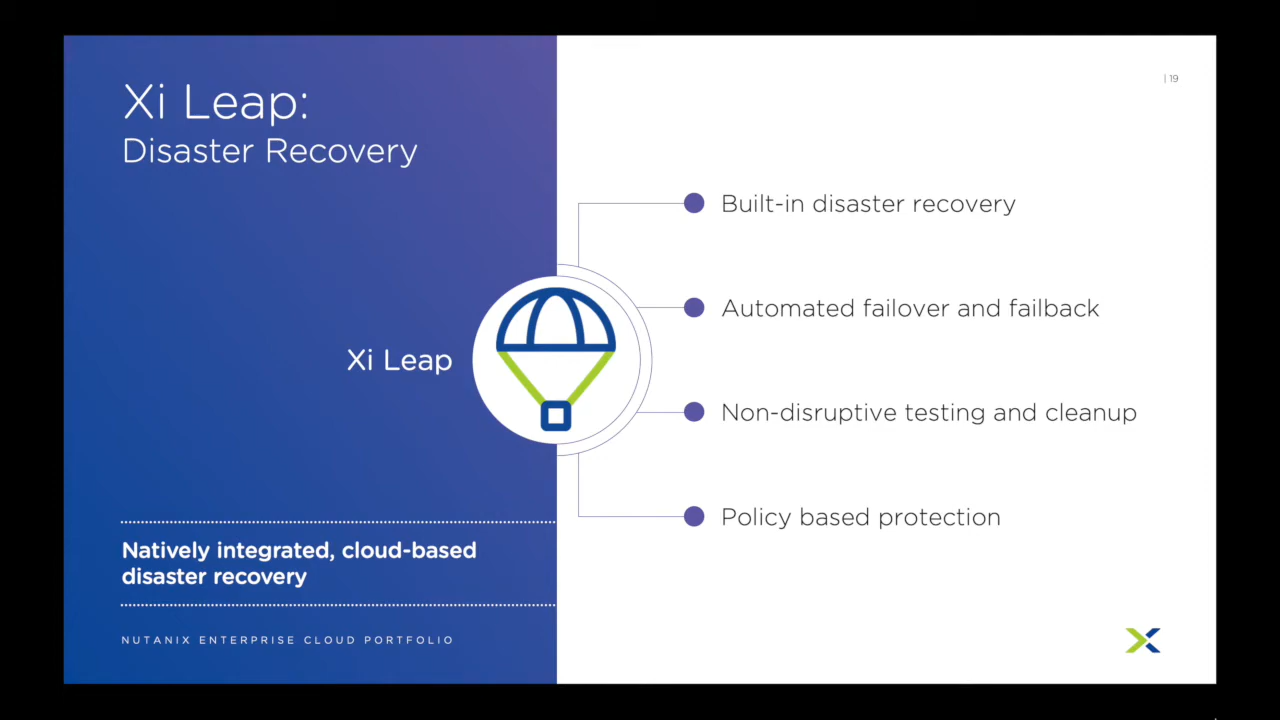 Xi Leap:
Disaster Recovery
| 19
Built-in disaster recovery
Automated failover and failback
Xi Leap
Non-disruptive testing and cleanup
Policy based protection
Natively integrated, cloud-based
disaster recovery
NUTANIX ENTERPRISE CLOUD PORTFOLIO